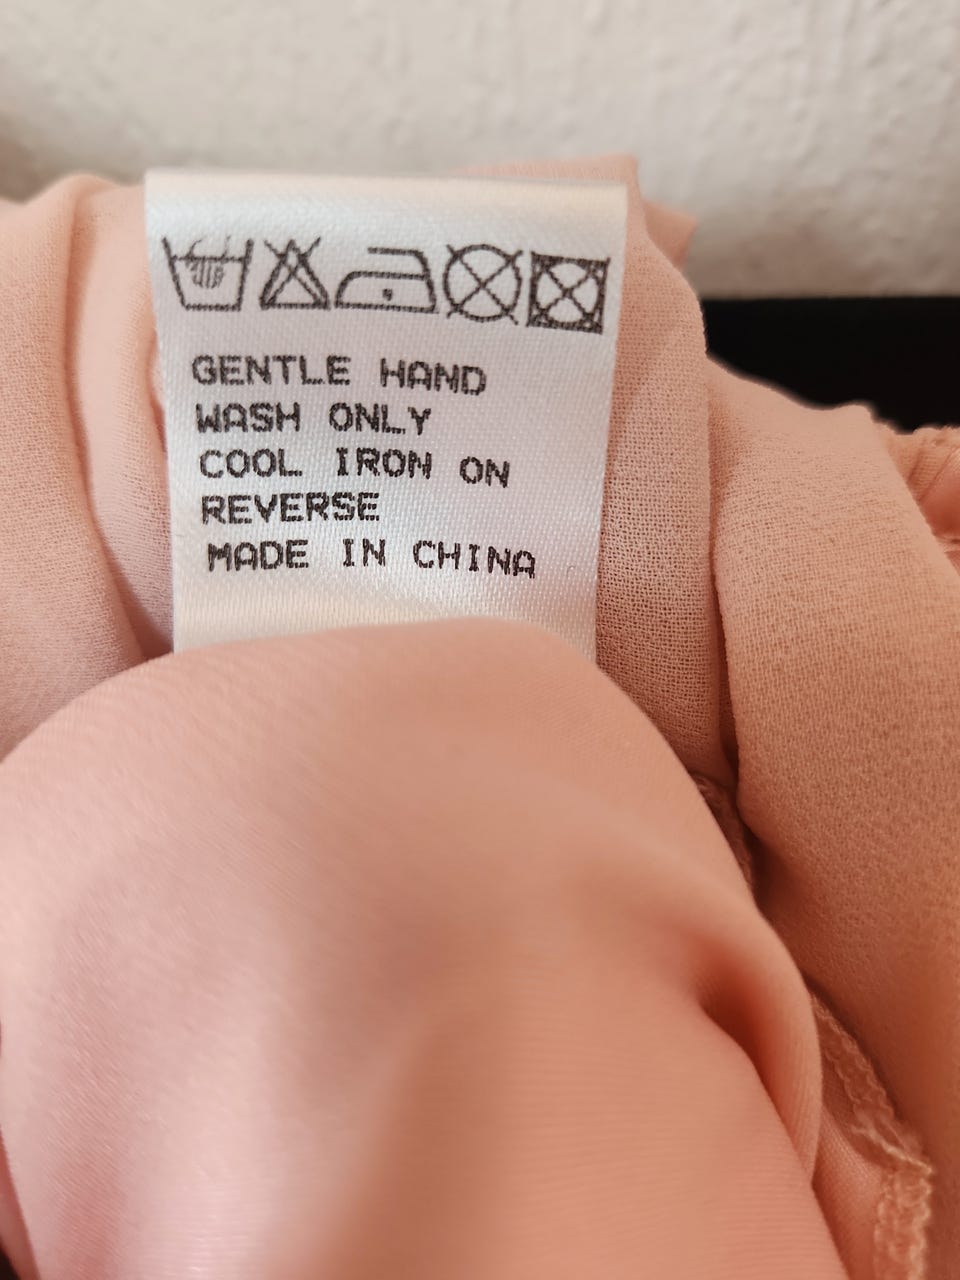 GENTLE HAND
WASH ONLY
COOL IRON ON
REVERSE
MADE IN CHINA